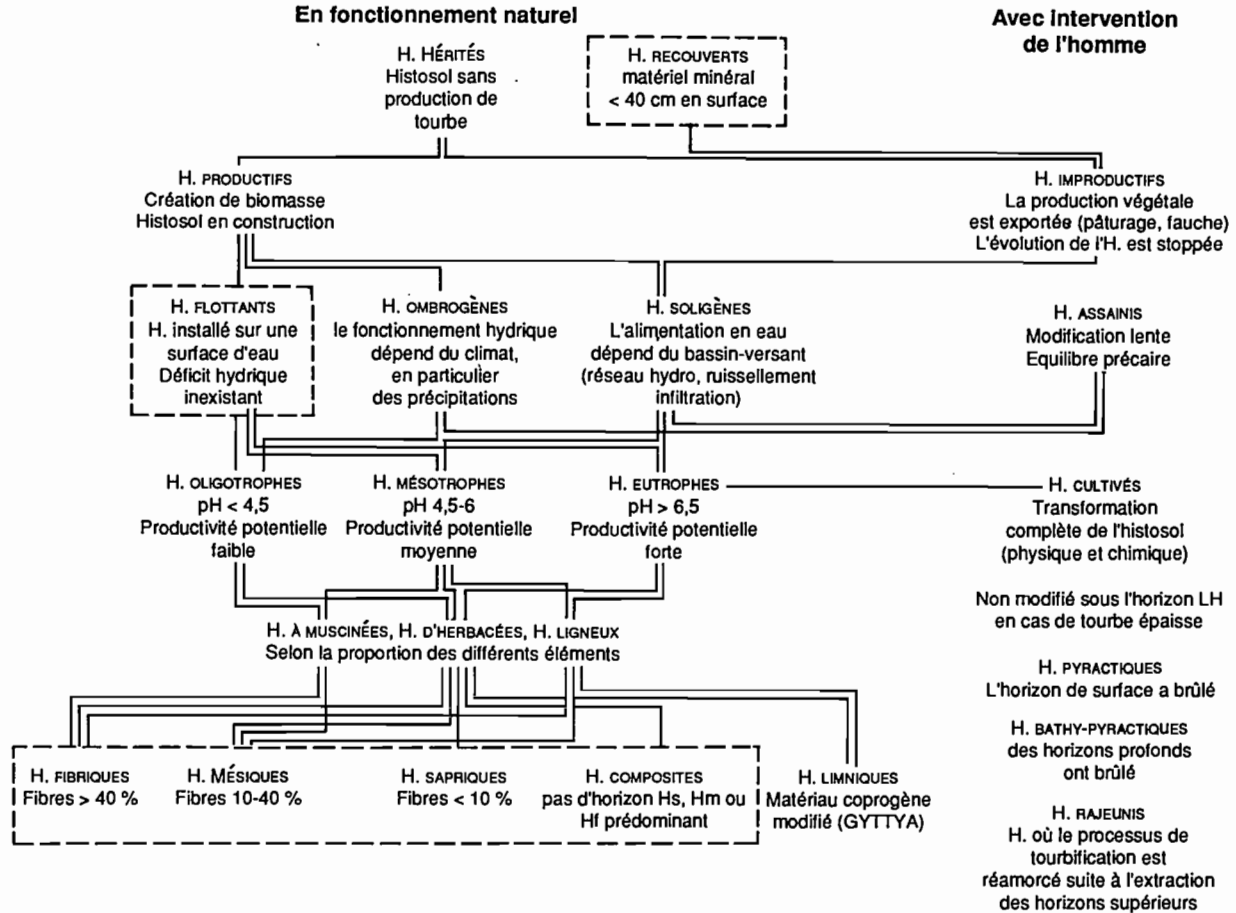 En fonctionnement naturel
Avec intervention
de l'homme
H. HÉRITÉS
Histosol sans
production de
tourbe
H. RECOUVERTS
matériel minéral
< 40 cm en surface
H. PRODUCTIFS
Création de biomasse
Histosol en construction
H. IMPRODUCTIFS
La production végétale
est exportée (pâturage, fauche)
L'évolution de l'H. est stoppée
H. FLOTTANTS
H. installé sur une
surface d'eau
Déficit hydrique
inexistant
H. OMBROGÈNES
le fonctionnement hydrique
dépend du climat,
en particulier
des précipitations
H. SOLIGÈNES
L'alimentation en eau
dépend du bassin-versant
(réseau hydro, ruissellement
infiltration)
H. ASSAINIS
Modification lente
Equilibre précaire
H. OLIGOTROPHES
pH < 4,5
Productivité potentielle
faible
H. MÉSOTROPHES
pH 4,5-6
Productivité potentielle
moyenne
H. EUTROPHES
pH > 6,5
Productivité potentielle
forte
H. CULTIVÉS
Transformation
complète de l'histosol
(physique et chimique)
Non modifié sous l'horizon LH
en cas de tourbe épaisse
H. À MUSCINÉES, H. D'HERBACÉES, H. LIGNEUX
Selon la proportion des différents éléments
H. PYRACTIQUES
L'horizon de surface a brûlé
H. BATHY-PYRACTIQUES
des horizons profonds
ont brûlé
H. FIBRIQUES
Fibres > 40 %
H. MÉSIQUES
Fibres 10-40 %
H. SAPRIQUES
Fibres < 10 %
H. COMPOSITES
pas d'horizon Hs, Hm ou
Hf prédominant
H. LIMNIQUES
Matériau coprogène
modifié (GYTTYA)
H. RAJEUNIS
H. où le processus de
tourbification est
réamorcé suite à l'extraction
des horizons supérieurs